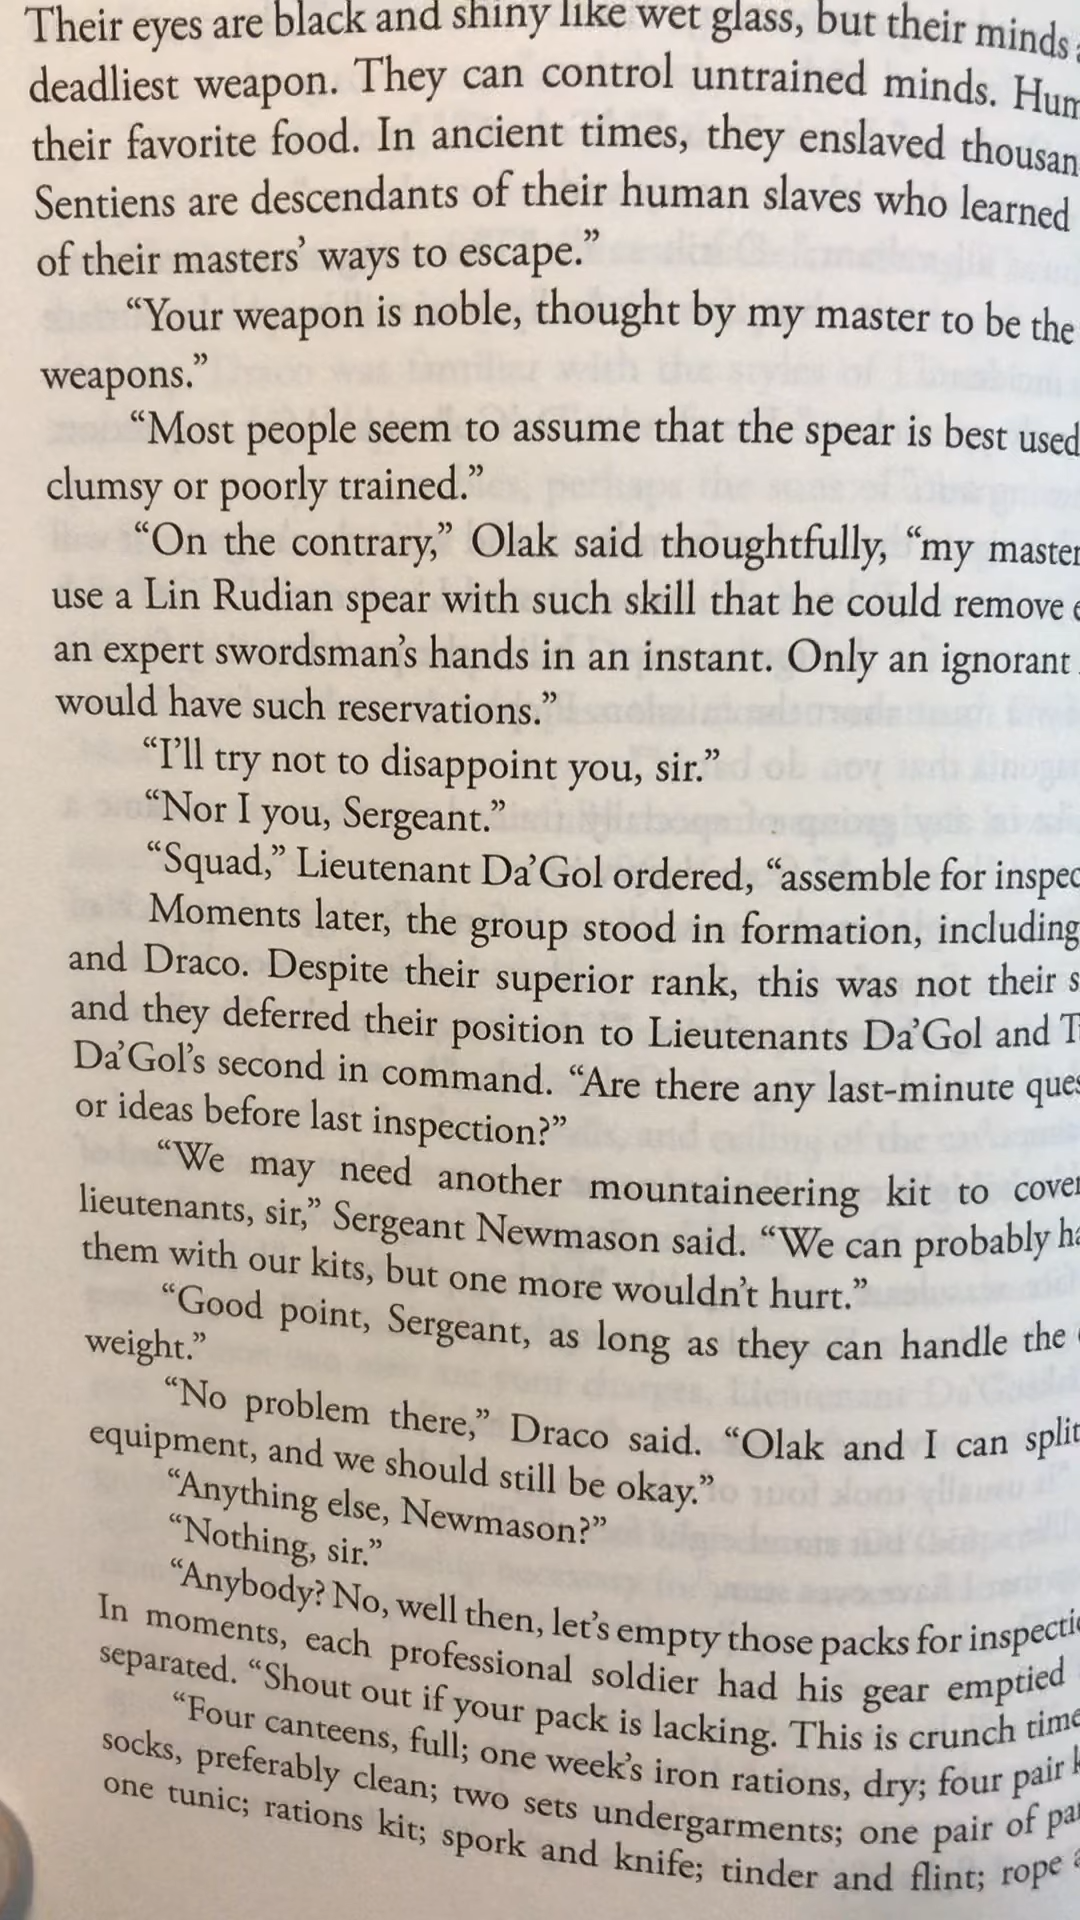 Their eyes are black and shiny like wet glass, but their minds
deadliest weapon. They can control untrained minds.
their favorite food. In ancient times, they enslaved
Sentiens are descendants of their human slaves who learned
of their masters’ ways to escape.”
“Your weapon is noble, thought by my master to be the
weapons.”
“Most people seem to assume that the spear is best used
clumsy or poorly trained.”
“On the contrary,” Olak said thoughtfully, “my master
use a Lin Rudian spear with such skill that he could remove
an expert swordsman’s hands in an instant. Only an ignorant
would have such reservations.”
“I’ll try not to disappoint you, sir.”
“Nor I you, Sergeant.”
“Squad,” Lieutenant Da’Gol ordered, “assemble for
Moments later, the group stood in formation, including
and Draco. Despite their superior rank, this was not their
and they deferred their position to Lieutenants Da’Gol and
Da’Gol’s second in command. “Are there any last-minute
or ideas before last inspection?”
“We may need another mountaineering kit to cover
lieutenants, sir,” Sergeant Newmason said. “We can probably
them with our kits, but one more wouldn’t hurt.”
“Good point, Sergeant, as long as they can handle the
weight.”
“No problem there,” Draco said. “Olak and I can split
equipment, and we should still be okay.”
“Anything else, Newmason?”
“Nothing, sir.”
“Anybody? No, well then, let’s empty those packs for
In moments, each professional soldier had his gear emptied
separated. “Shout out if your pack is lacking. This is crunch time
“Four canteens, full; one week’s iron rations, dry; four pair
socks, preferably clean; two sets undergarments; one pair of
one tunic; rations kit; spork and knife; tinder and flint; rope